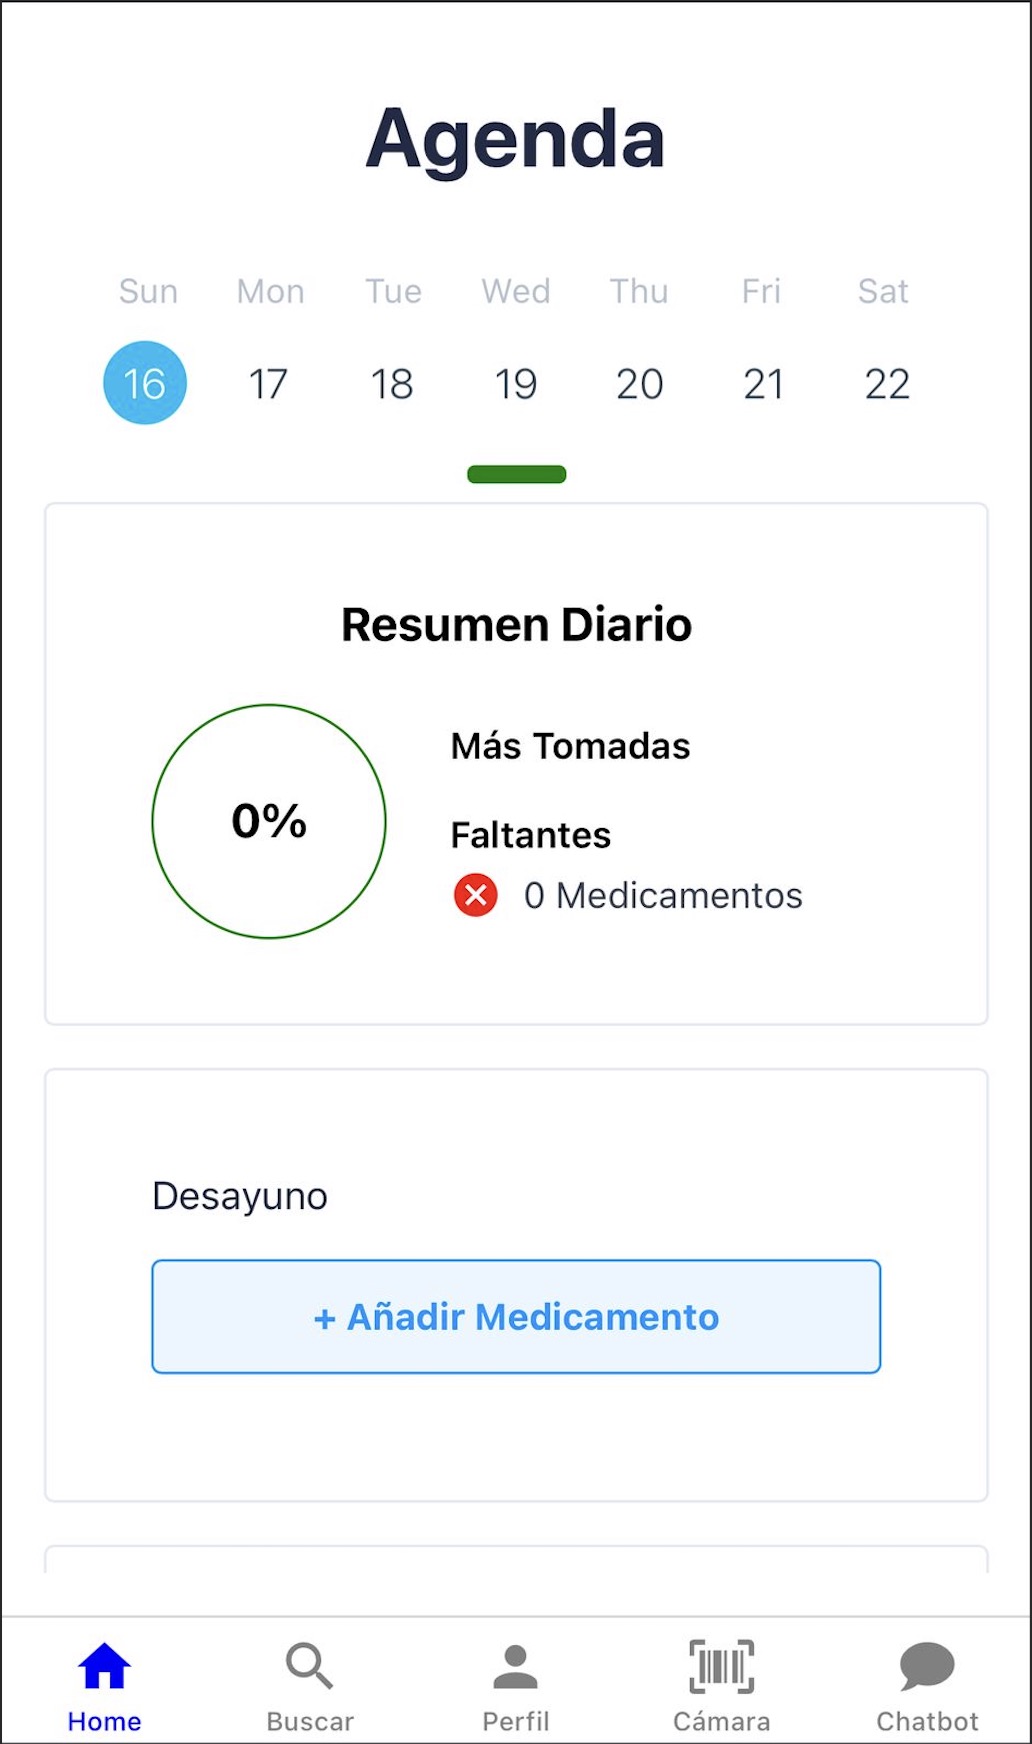 Agenda
Sun Mon Tue Wed Thu Fri Sat
16 17 18 19 20 21 22
Resumen Diario
0%
Más Tomadas
Faltantes
0 Medicamentos
Desayuno
+ Añadir Medicamento
Home Buscar Perfil Cámara Chatbot